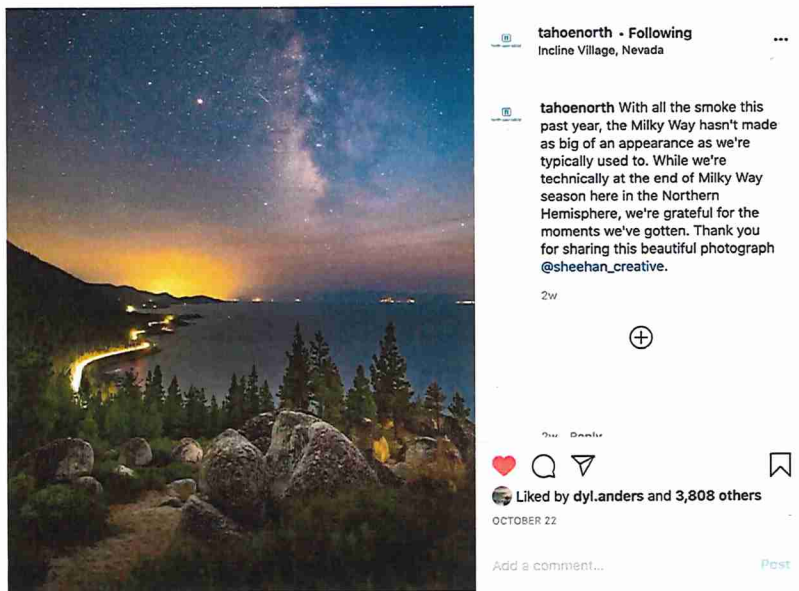 tahoenorth • Following
Incline Village, Nevada
tahoenorth With all the smoke this
past year, the Milky Way hasn't made
as big of an appearance as we're
typically used to. While we're
technically at the end of Milky Way
season here in the Northern
Hemisphere, we're grateful for the
moments we've gotten. Thank you
for sharing this beautiful photograph
@sheehan_creative.
2w
2w Reply
Liked by dyl.anders and 3,808 others
OCTOBER 22
Add a comment...
Post